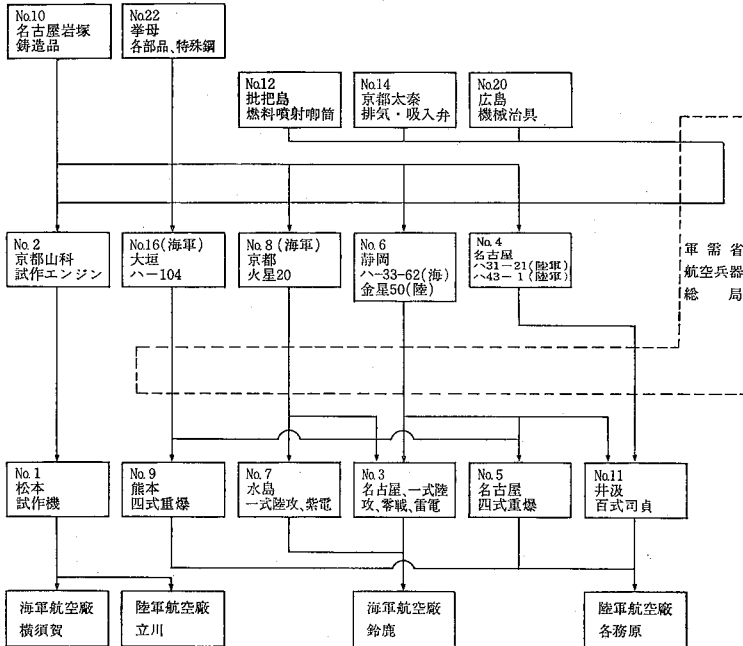 No.10
名古屋岩塚
鋳造品
No.22
挙母
各部品、特殊鋼
No.12
批把島
燃料噴射喞筒
No.14
京都太秦
排気・吸入弁
No.20
広島
機械治具
No.2
京都山科
試作エンジン
No.16(海軍)
大垣
ハ－104
No.8(海軍)
京都
火星20
No.6
静岡
ハ-33-62(海)
金星50(陸)
No.4
名古屋
ハ31－21(陸軍)
ハ43－1(陸軍)
軍需省
航空兵器
総局
No.1
松本
試作機
No.9
熊本
四式重爆
No.7
水島
一式陸攻、紫電
No.3
名古屋、一式陸
攻、零戦、雷電
No.5
名古屋
四式重爆
No.11
井汲
百式司貞
海軍航空廠
横須賀
陸軍航空廠
立川
海軍航空廠
鈴鹿
陸軍航空廠
各務原